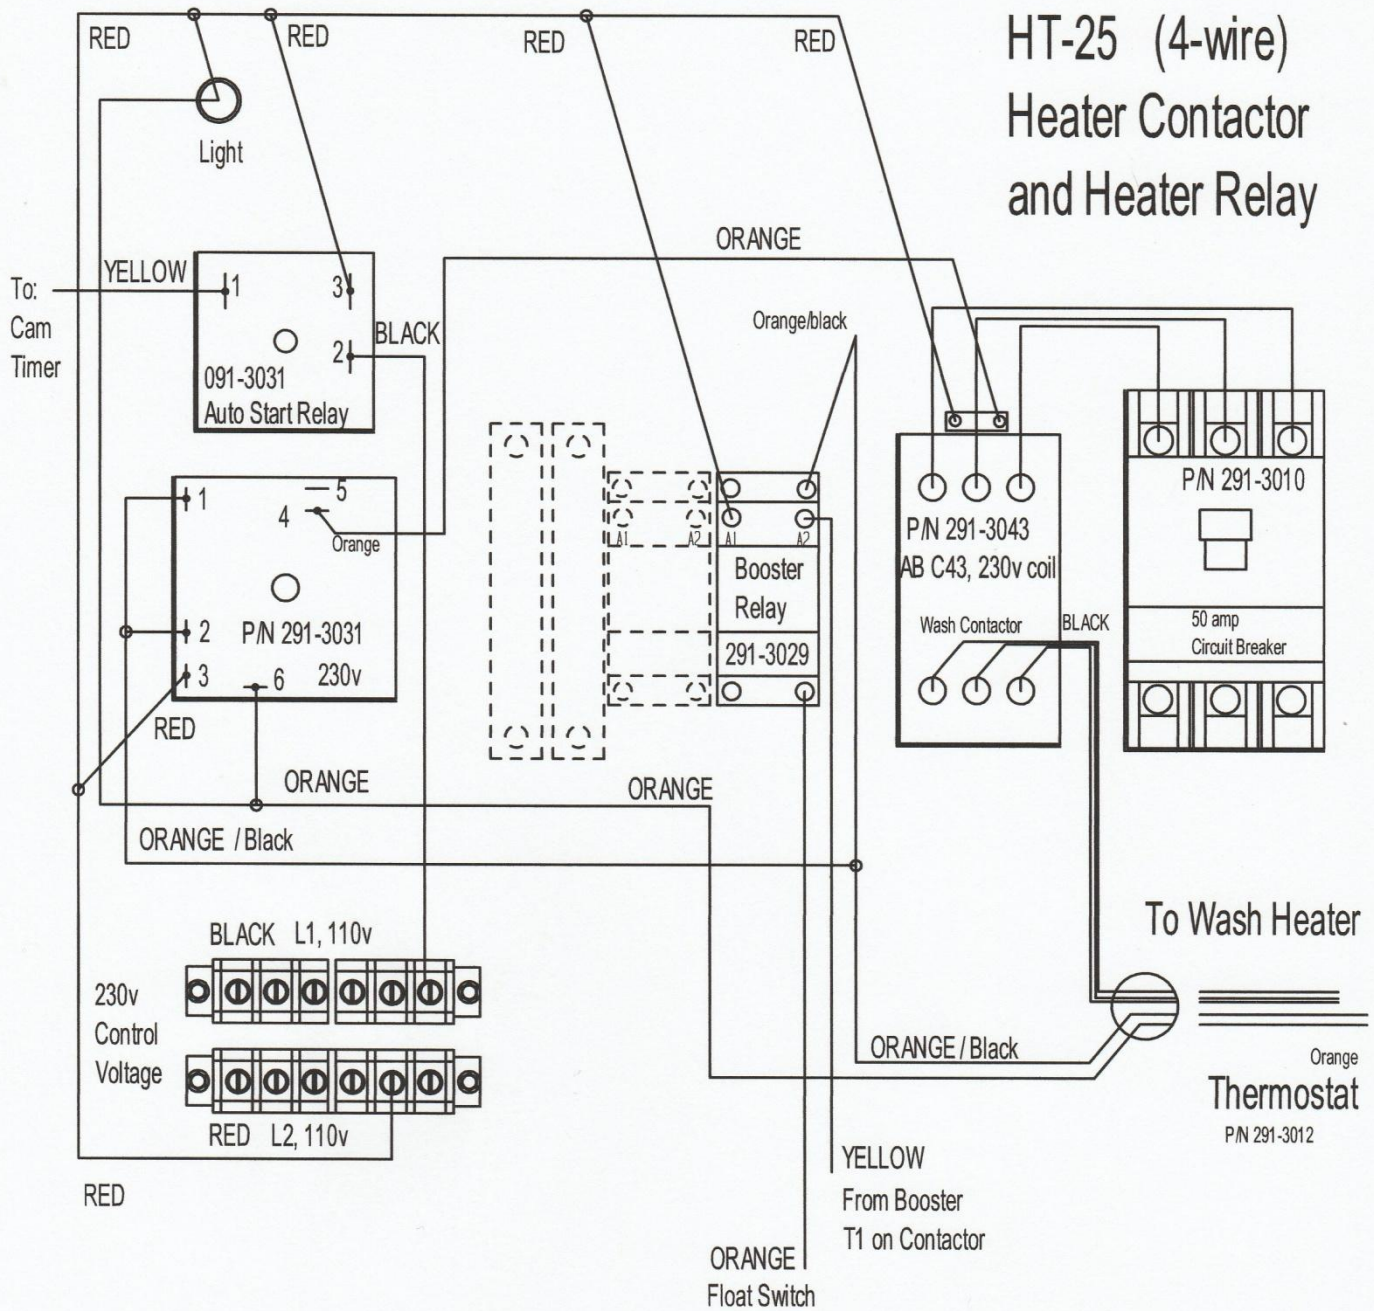 HT-25 (4-wire)
Heater Contactor
and Heater Relay
RED
RED
RED
RED
Light
ORANGE
YELLOW
To:
Cam
Timer
1
3
2
BLACK
091-3031
Auto Start Relay
Orange/black
1
5
4
Orange
2
P/N 291-3031
3
6
230v
RED
A1
A2
A1
A2
Booster
Relay
291-3029
P/N 291-3043
AB C43, 230v coil
Wash Contactor
BLACK
P/N 291-3010
50 amp
Circuit Breaker
ORANGE
ORANGE
ORANGE / Black
BLACK L1, 110v
230v
Control
Voltage
RED L2, 110v
RED
To Wash Heater
ORANGE / Black
Orange
Thermostat
P/N 291-3012
YELLOW
From Booster
T1 on Contactor
ORANGE
Float Switch